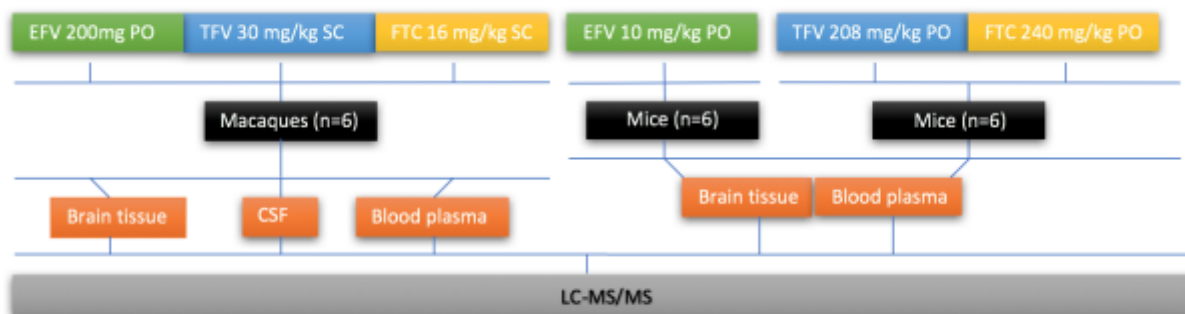 EFV 200mg PO
TFV 30 mg/kg SC
FTC 16 mg/kg SC
EFV 10 mg/kg PO
TFV 208 mg/kg PO
FTC 240 mg/kg PO
Macaques (n=6)
Mice (n=6)
Mice (n=6)
Brain tissue
CSF
Blood plasma
Brain tissue
Blood plasma
LC-MS/MS